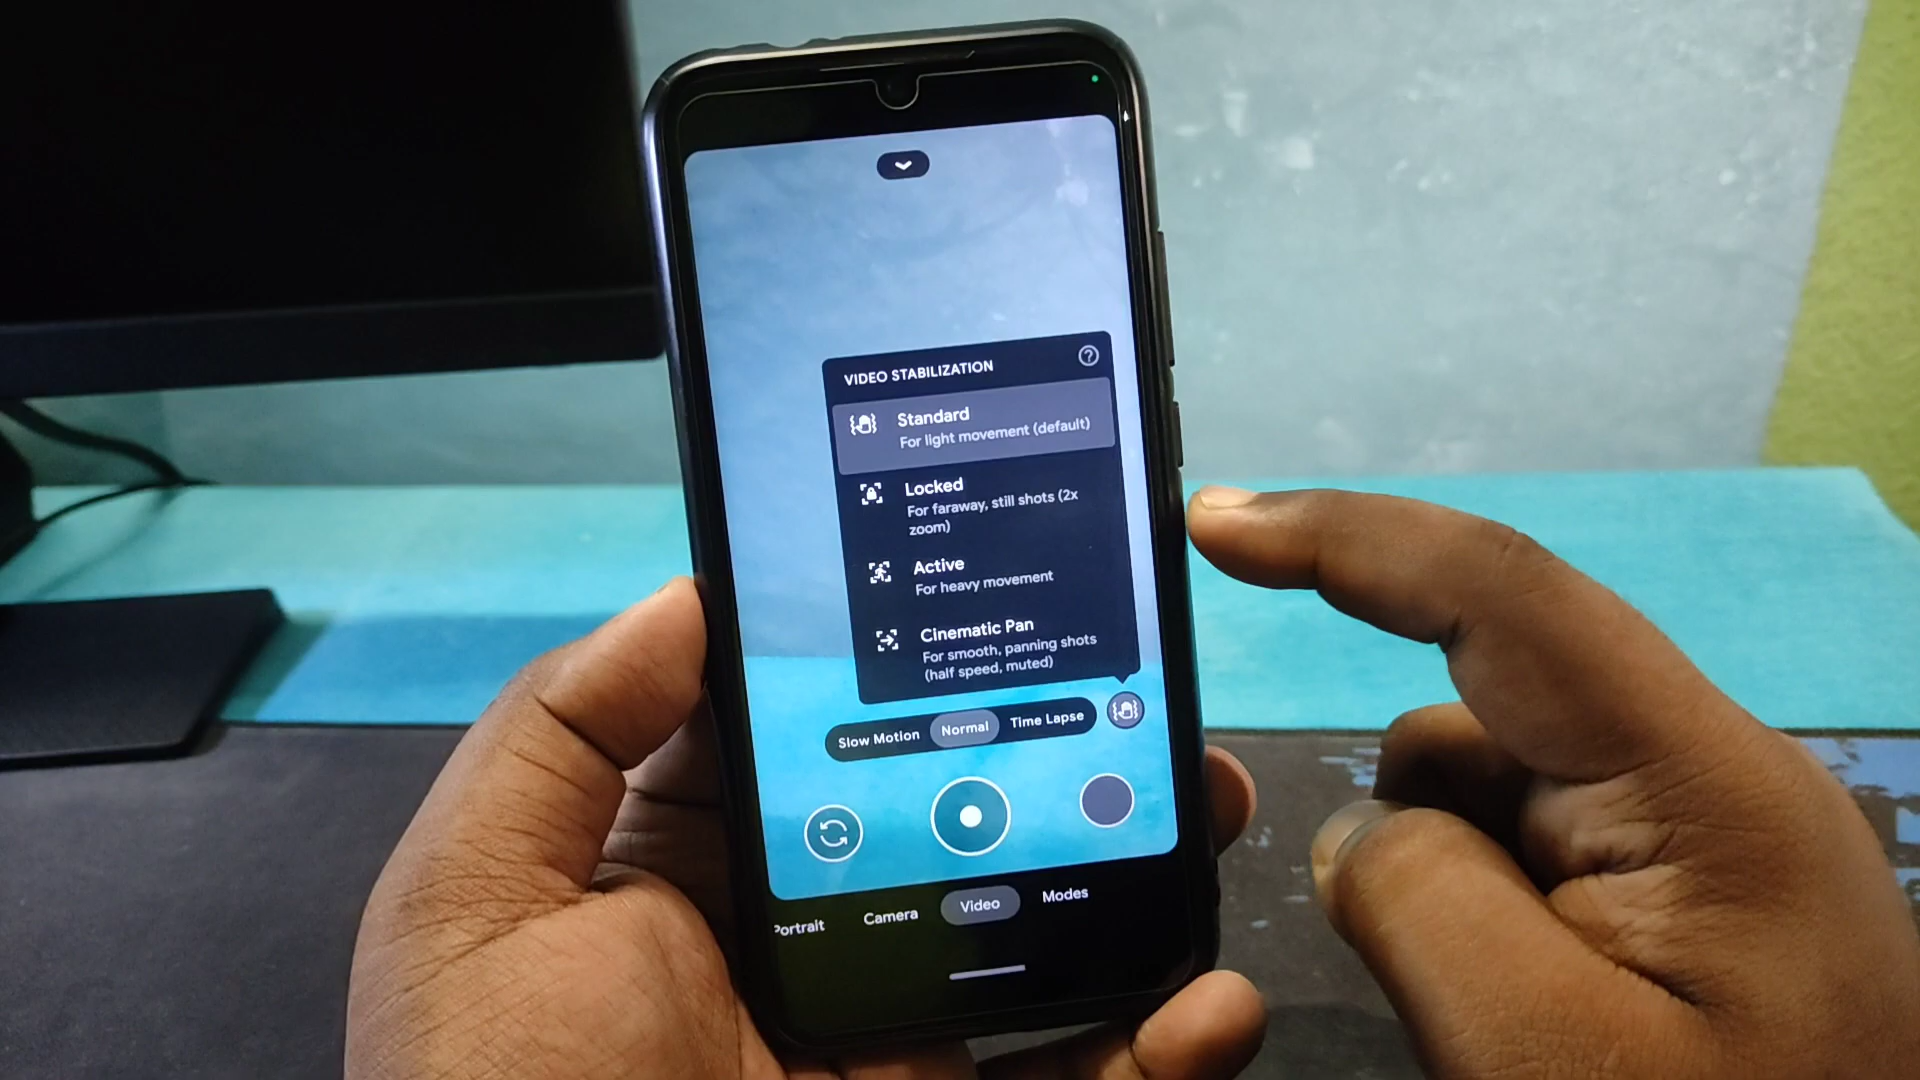 VIDEO STABILIZATION
Standard
For light movement (default)
Locked
For faraway, still shots (2x
zoom)
Active
For heavy movement
Cinematic Pan
For smooth, panning shots
(half speed, muted)
Slow Motion Normal Time Lapse
Portrait Camera Video Modes